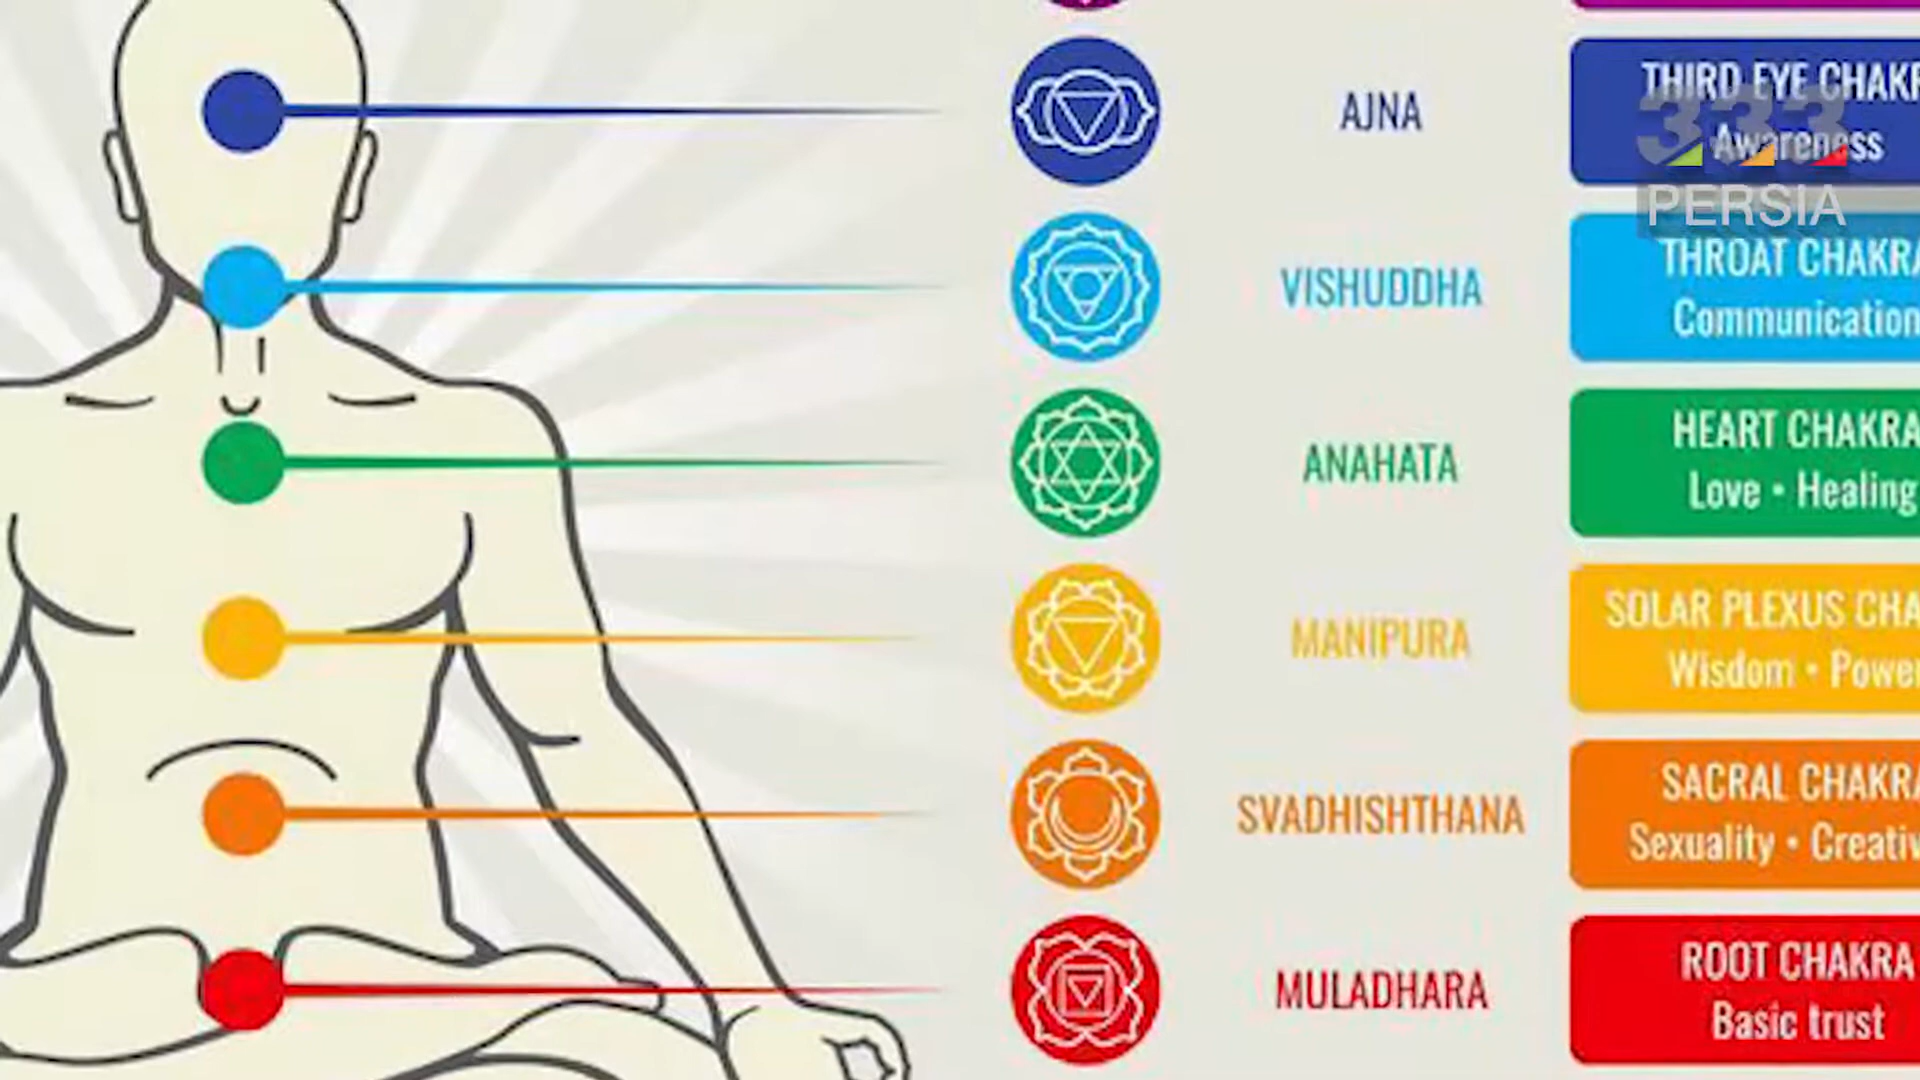 AJNA
THIRD EYE CHAKR
Awareness
333
PERSIA
VISHUDDHA
THROAT CHAKRA
Communication
ANAHATA
HEART CHAKRA
Love • Healing
MANIPURA
SOLAR PLEXUS CHA
Wisdom • Power
SVADHISHTHANA
SACRAL CHAKRA
Sexuality • Creativ
MULADHARA
ROOT CHAKRA
Basic trust